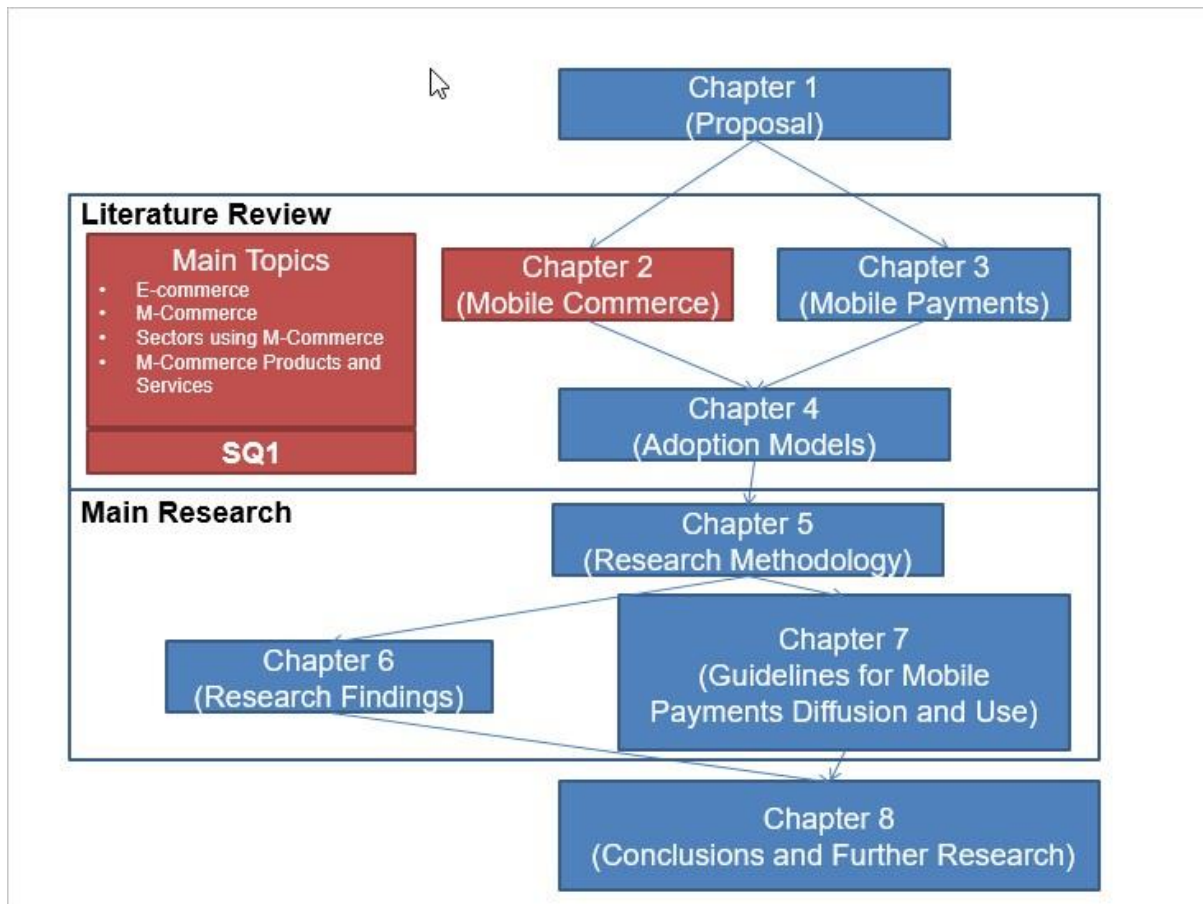 Chapter 1
(Proposal)
Literature Review
Main Topics
• E-commerce
• M-Commerce
• Sectors using M-Commerce
• M-Commerce Products and
Services
SQ1
Chapter 2
(Mobile Commerce)
Chapter 3
(Mobile Payments)
Chapter 4
(Adoption Models)
Main Research
Chapter 5
(Research Methodology)
Chapter 6
(Research Findings)
Chapter 7
(Guidelines for Mobile
Payments Diffusion and Use)
Chapter 8
(Conclusions and Further Research)